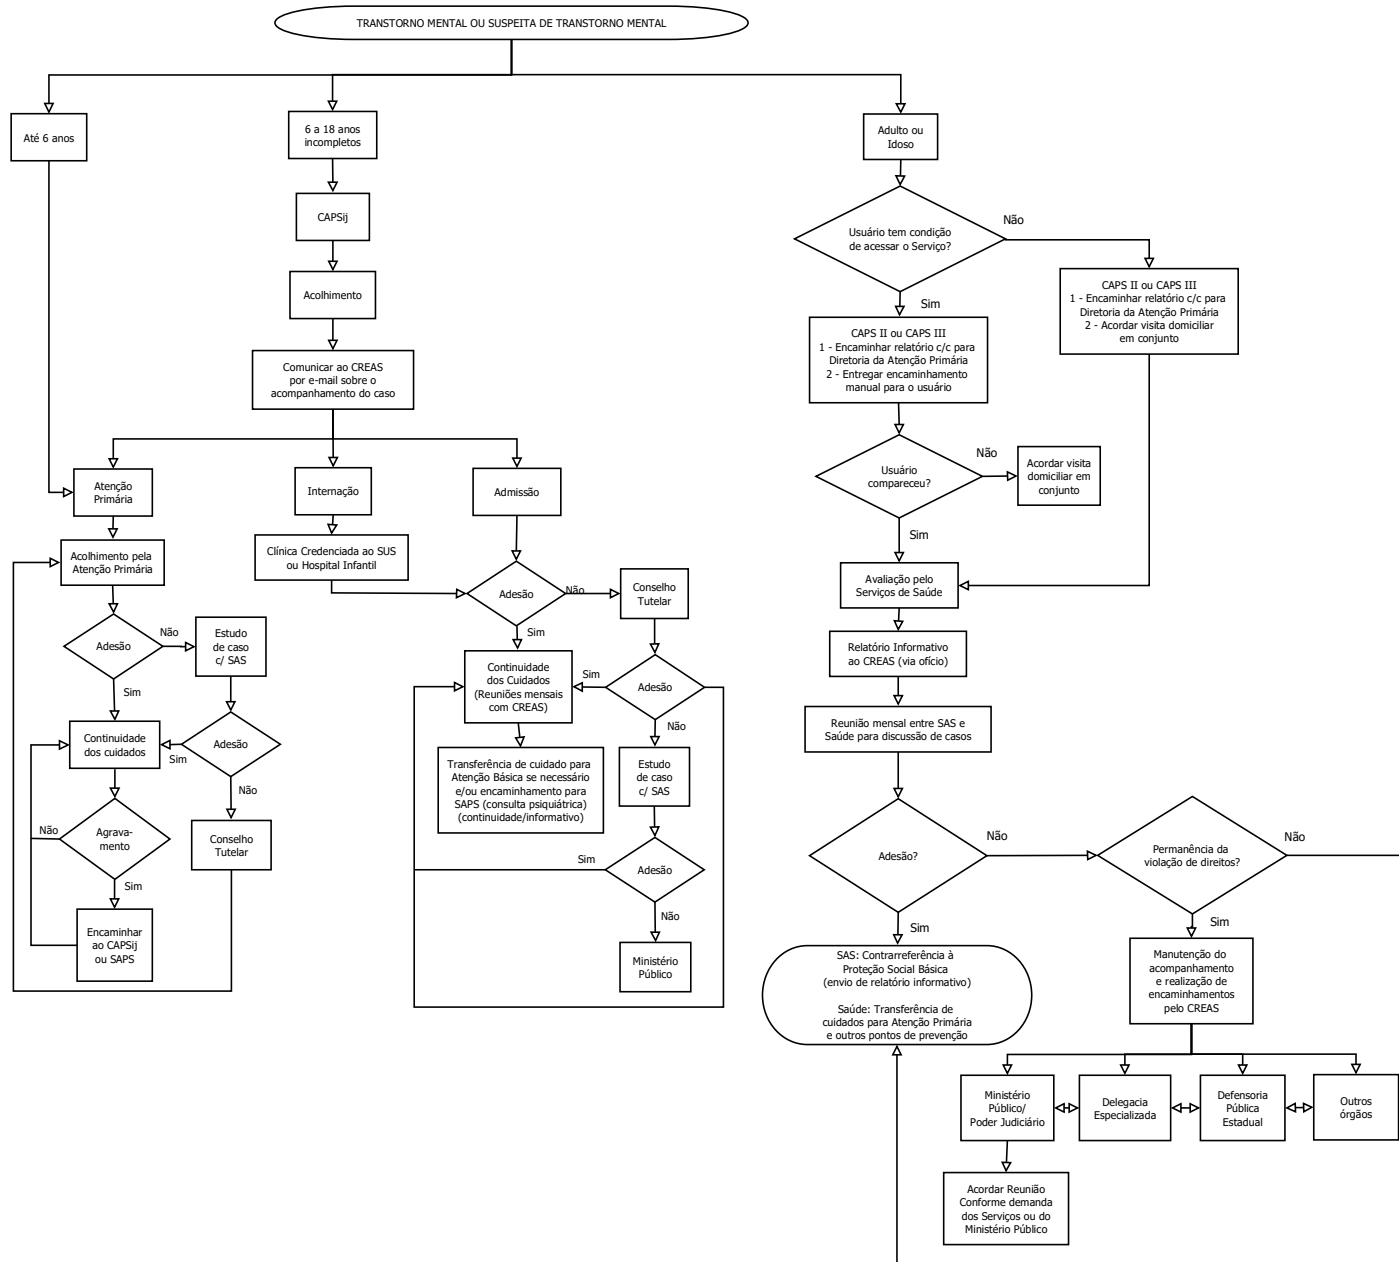 TRANSTORNO MENTAL OU SUSPEITA DE TRANSTORNO MENTAL
Até 6 anos
6 a 18 anos
incompletos
CAPSij
Acolhimento
Comunicar ao CREAS
por e-mail sobre o
acompanhamento do caso
Atenção
Primária
Internação
Admissão
Acolhimento pela
Atenção Primária
Clínica Credenciada ao SUS
ou Hospital Infantil
Adesão
Não
Estudo
de caso
c/ SAS
Sim
Continuidade
dos cuidados
Sim
Adesão
Não
Agrava-
mento
Não
Sim
Conselho
Tutelar
Encaminhar
ao CAPSij
ou SAPS
Adesão
Não
Conselho
Tutelar
Sim
Continuidade
dos Cuidados
(Reuniões mensais
com CREAS)
Sim
Adesão
Não
Transferência de cuidado para
Atenção Básica se necessário
e/ou encaminhamento para
SAPS (consulta psiquiátrica)
(continuidade/informativo)
Estudo
de caso
c/ SAS
Sim
Adesão
Não
Ministério
Público
Adulto ou
Idoso
Usuário tem condição
de acessar o Serviço?
Não
Sim
CAPS II ou CAPS III
1 - Encaminhar relatório c/c para
Diretoria da Atenção Primária
2 - Acordar visita domiciliar
em conjunto
CAPS II ou CAPS III
1 - Encaminhar relatório c/c para
Diretoria da Atenção Primária
2 - Entregar encaminhamento
manual para o usuário
Usuário
compareceu?
Não
Acordar visita
domiciliar em
conjunto
Sim
Avaliação pelo
Serviços de Saúde
Relatório Informativo
ao CREAS (via ofício)
Reunião mensal entre SAS e
Saúde para discussão de casos
Adesão?
Não
Permanência da
violação de direitos?
Não
Sim
Sim
SAS: Contrarreferência à
Proteção Social Básica
(envio de relatório informativo)
Saúde: Transferência de
cuidados para Atenção Primária
e outros pontos de prevenção
Manutenção do
acompanhamento
e realização de
encaminhamentos
pelo CREAS
Ministério
Público/
Poder Judiciário
Delegacia
Especializada
Defensoria
Pública
Estadual
Outros
órgãos
Acordar Reunião
Conforme demanda
dos Serviços ou do
Ministério Público